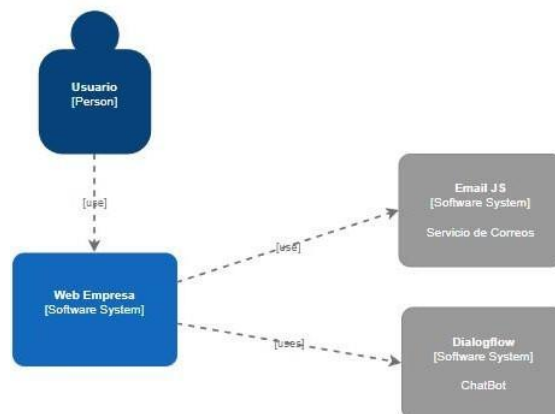 Usuario
[Person]
[use]
Web Empresa
[Software System]
[use]
Email JS
[Software System]
Servicio de Correos
[uses]
Dialogflow
[Software System]
ChatBot